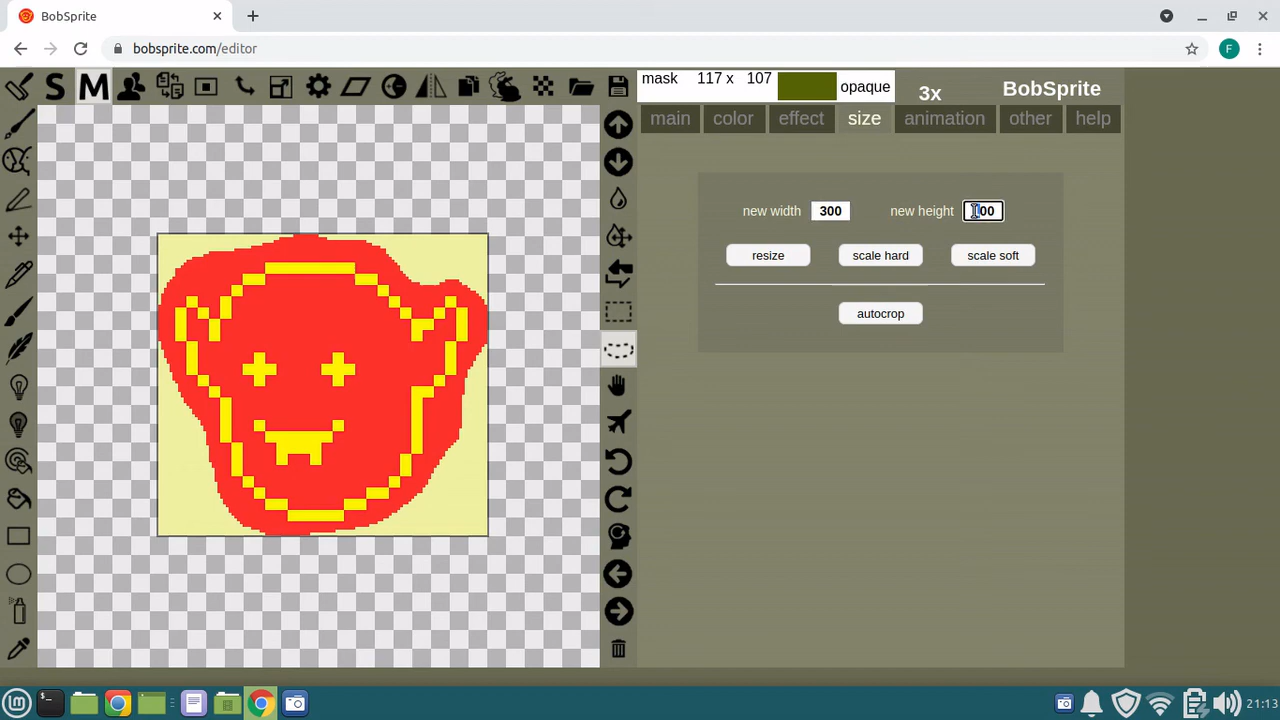 BobSprite
bobsprite.com/editor
F
S M
mask 117 x 107 opaque
3x
BobSprite
main color effect size animation other help
new width 300 new height 00
resize scale hard scale soft
autocrop
21:13